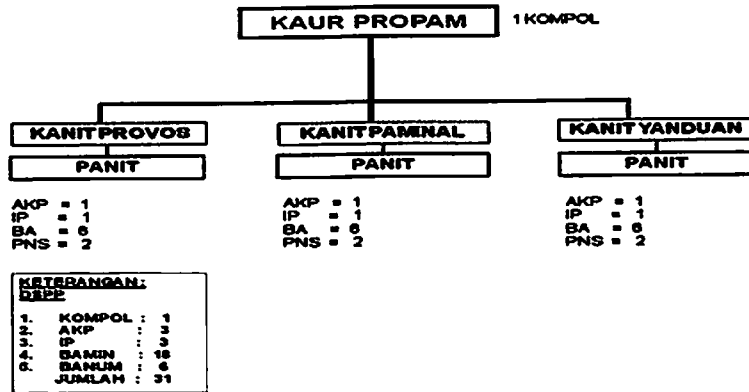 KAUR PROPAM
1 KOMPOL
KANIT PROVOS
KANIT PAMINAL
KANIT YANDUAN
PANIT
PANIT
PANIT
AKP = 1
IP = 1
BA = 6
PNS = 2
AKP = 1
IP = 1
BA = 6
PNS = 2
AKP = 1
IP = 1
BA = 6
PNS = 2
KETERANGAN:
DSPP
1. KOMPOL : 1
2. AKP : 3
3. IP : 3
4. BAMIN : 18
5. BANUM : 6
JUMLAH : 31